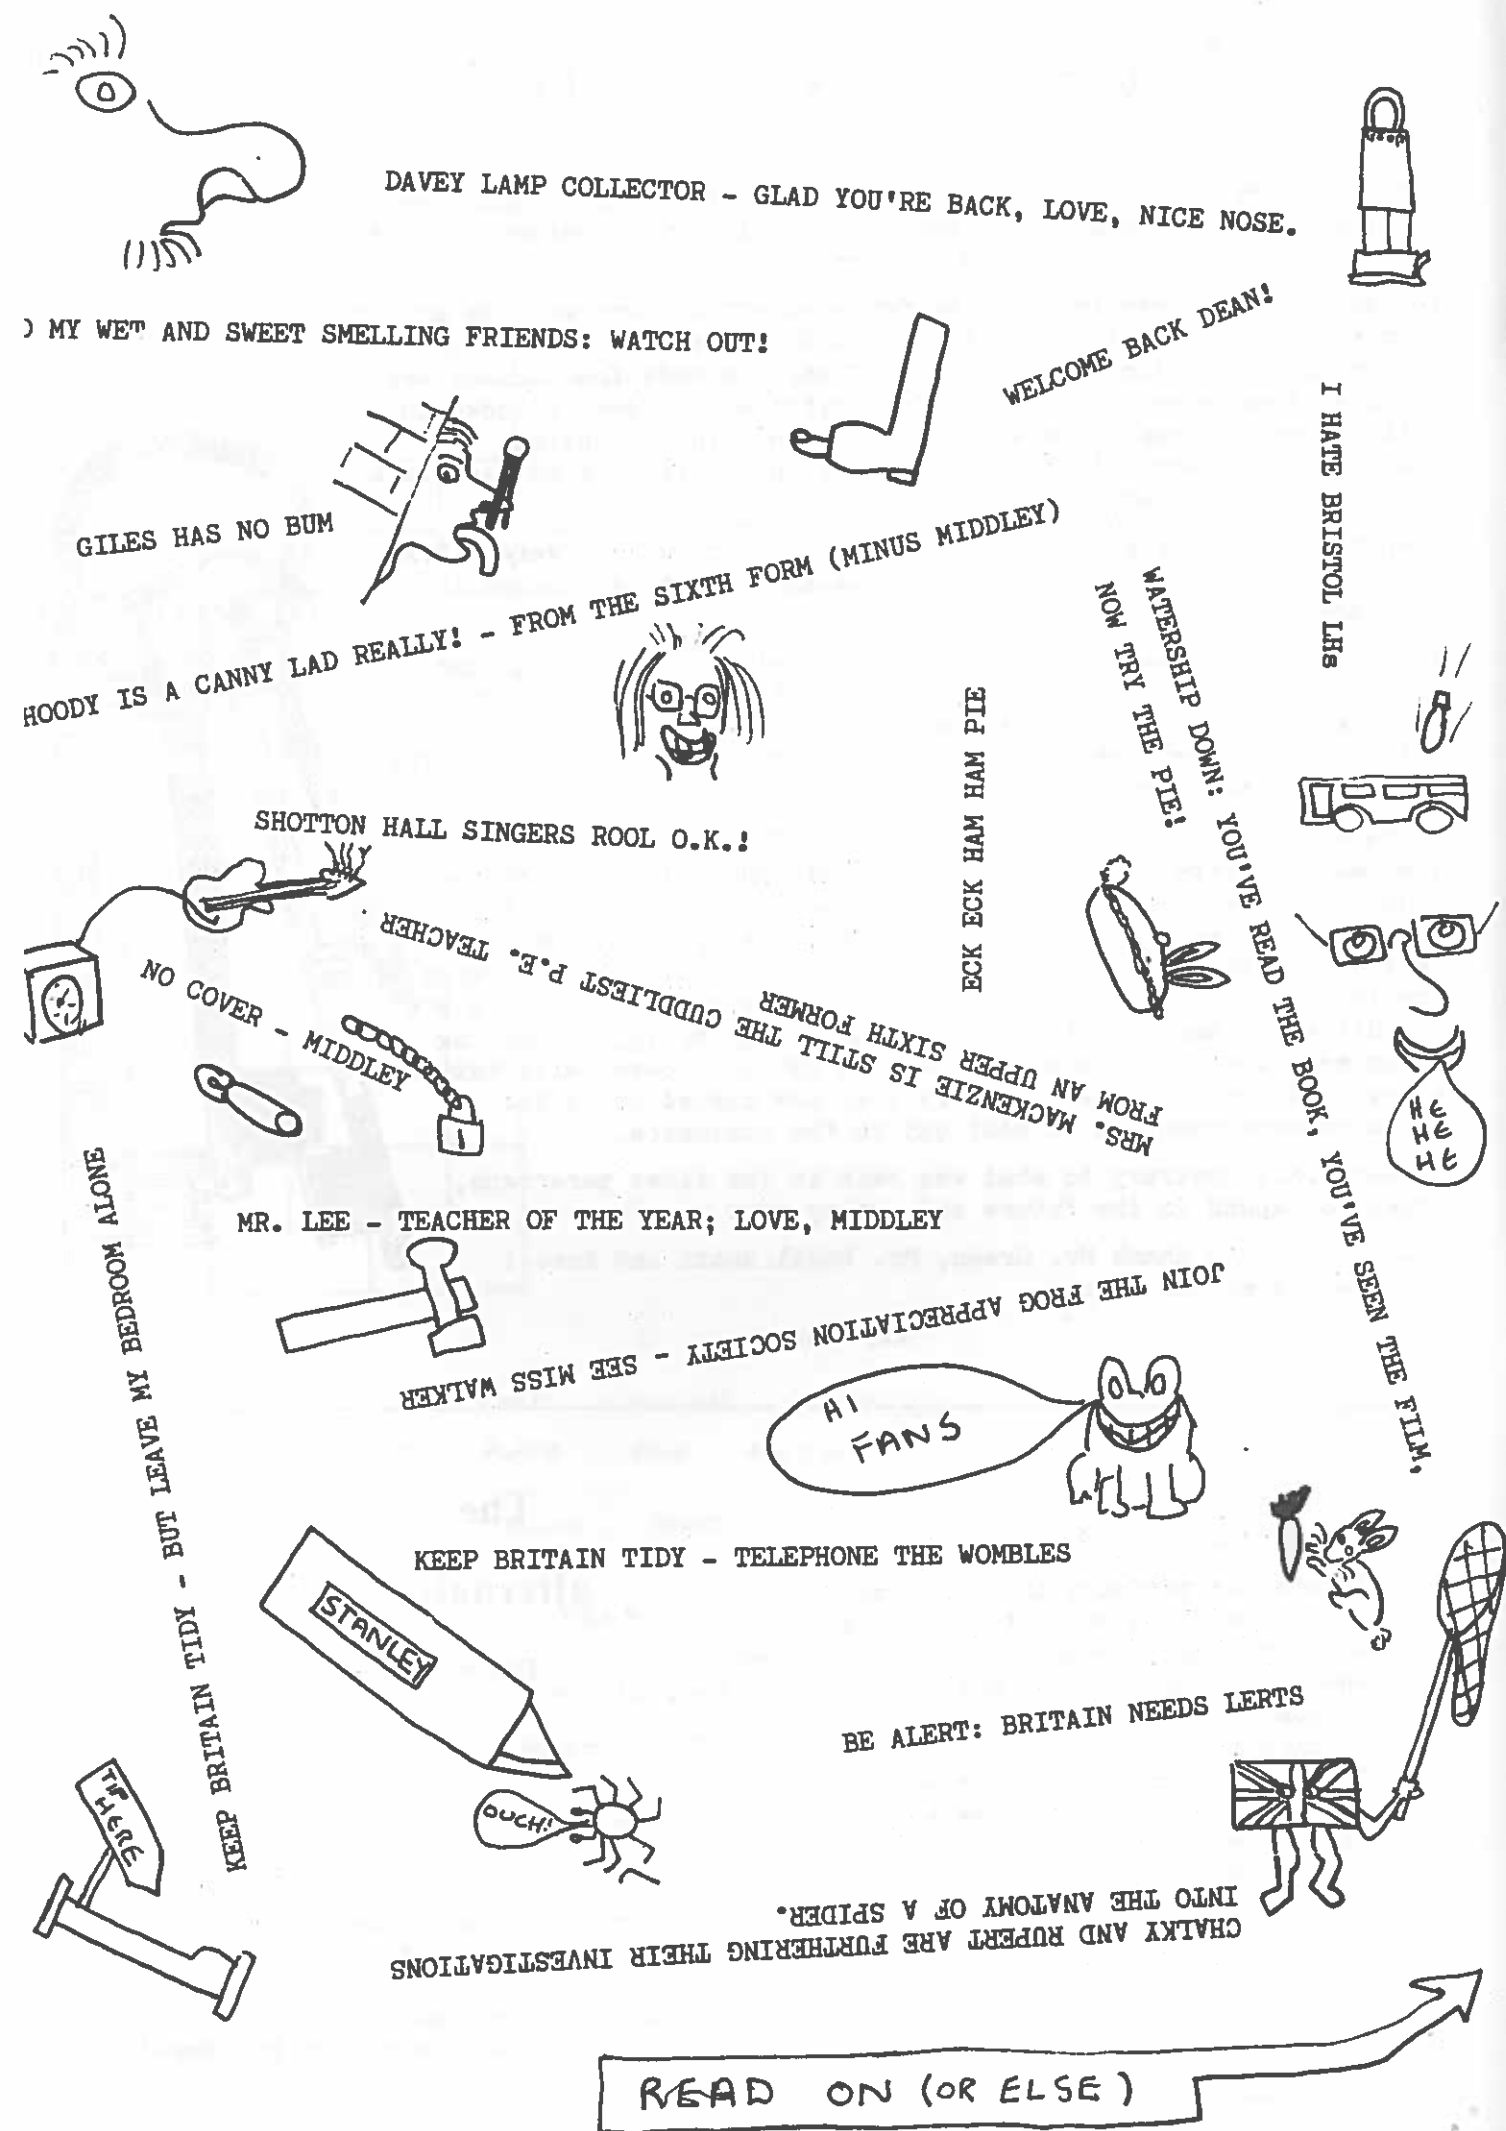 DAVEY LAMP COLLECTOR - GLAD YOU'RE BACK, LOVE, NICE NOSE.
MY WET AND SWEET SMELLING FRIENDS: WATCH OUT!
WELCOME BACK DEAN!
I HATE BRISTOL LHs
GILES HAS NO BUM
HOODY IS A CANNY LAD REALLY! - FROM THE SIXTH FORM (MINUS MIDDLEY)
WATERSHIP DOWN: YOU'VE READ THE BOOK, YOU'VE SEEN THE FILM,
NOW TRY THE PIE!
ECK ECK HAM HAM PIE
SHOTTON HALL SINGERS ROOL O.K.!
MRS. MACKENZIE IS STILL THE CUDDLIEST P.E. TEACHER.
FROM AN UPPER SIXTH FORMER
NO COVER - MIDDLEY
HE
HE
HE
MR. LEE - TEACHER OF THE YEAR; LOVE, MIDDLEY
JOIN THE FROG APPRECIATION SOCIETY - SEE MISS WALKER
HI
FANS
KEEP BRITAIN TIDY - BUT LEAVE MY BEDROOM ALONE
KEEP BRITAIN TIDY - TELEPHONE THE WOMBLES
STANLEY
BE ALERT: BRITAIN NEEDS LERTS
OUCH!
TIP
HERE
CHALKY AND RUPERT ARE FURTHERING THEIR INVESTIGATIONS
INTO THE ANATOMY OF A SPIDER.
READ ON (OR ELSE)